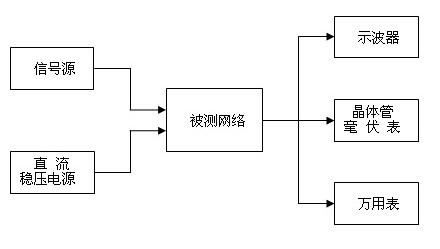 信号源
直 流
稳压电源
被测网络
示波器
晶体管
毫 伏 表
万用表